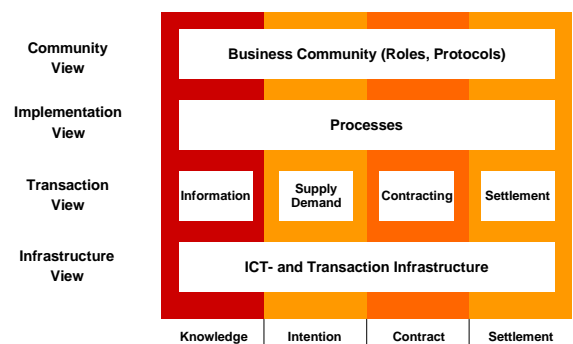 Community
View
Business Community (Roles, Protocols)
Implementation
View
Processes
Transaction
View
Information
Supply
Demand
Contracting
Settlement
Infrastructure
View
ICT- and Transaction Infrastructure
Knowledge
Intention
Contract
Settlement